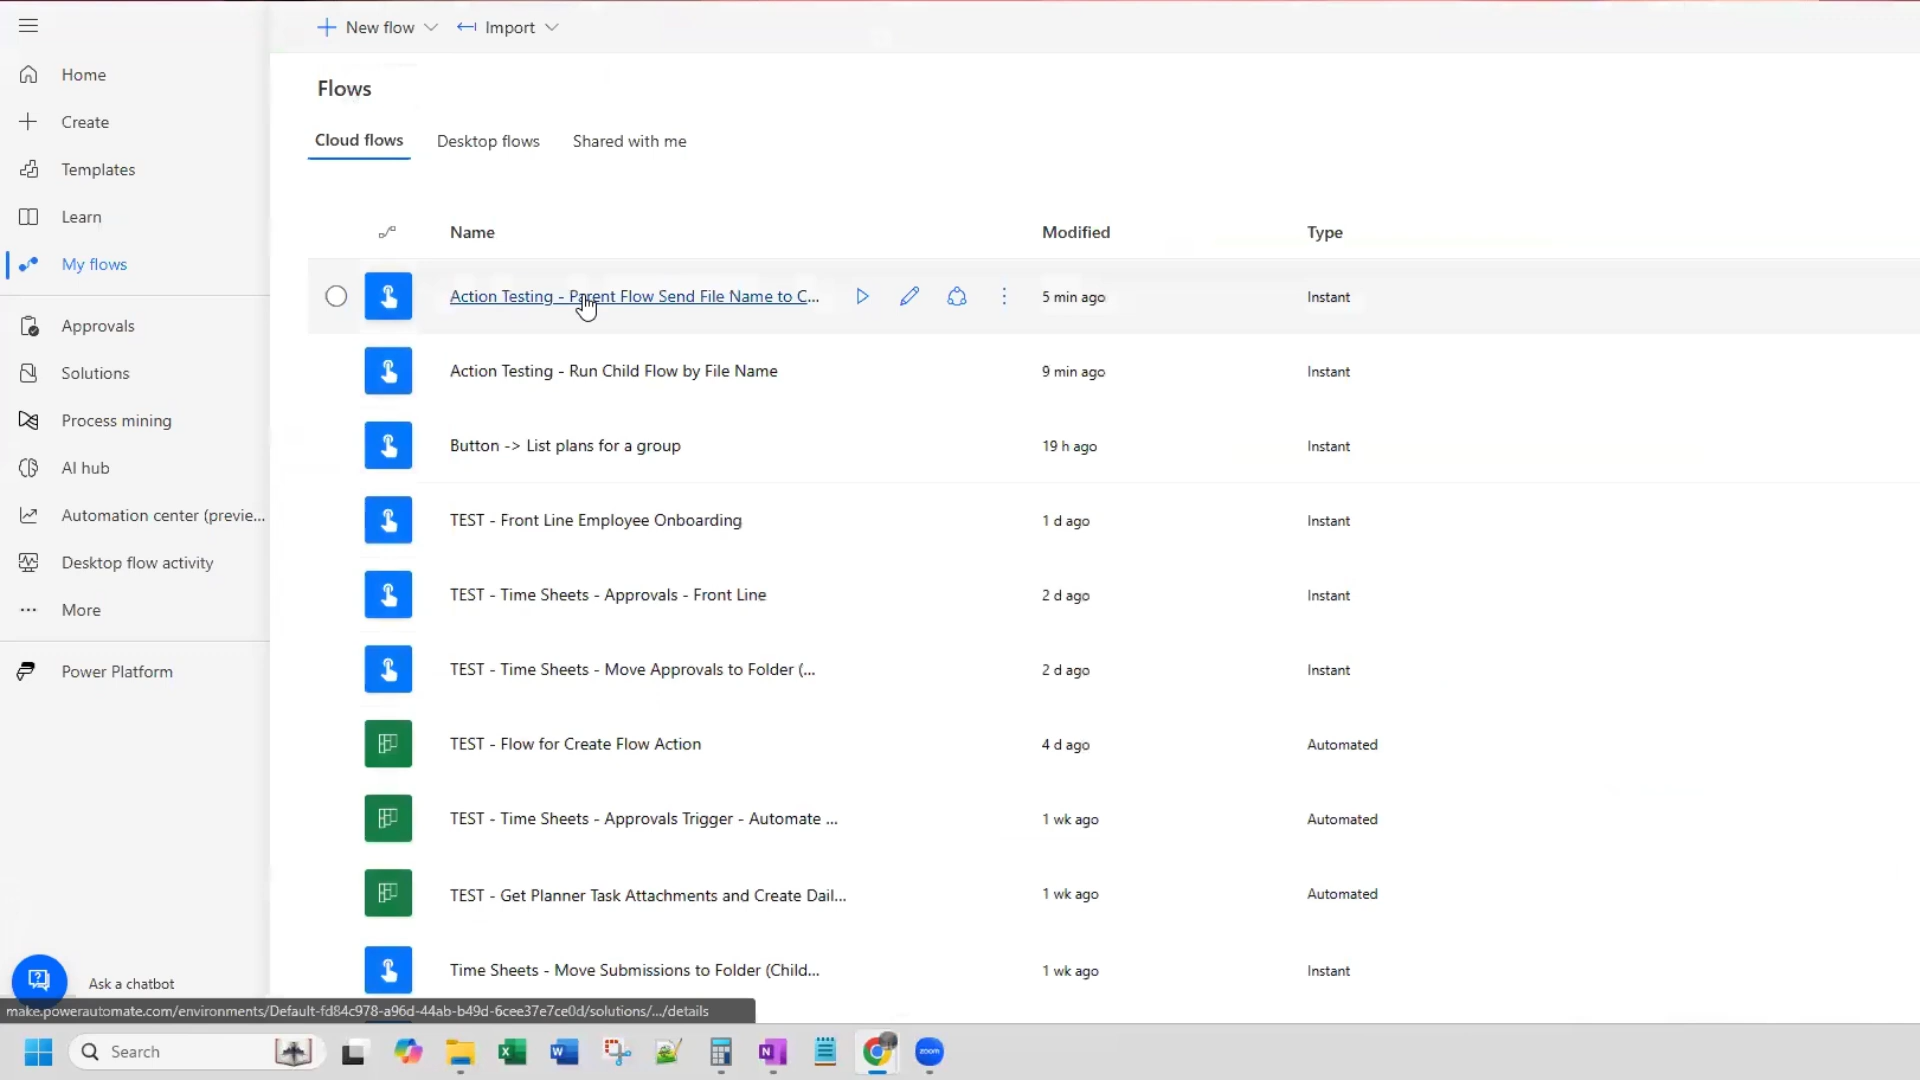 New flow
Import
Home
Create
Templates
Learn
My flows
Approvals
Solutions
Process mining
AI hub
Automation center (previe...
Desktop flow activity
More
Power Platform
Ask a chatbot
Flows
Cloud flows Desktop flows Shared with me
Name Modified Type
Action Testing - Parent Flow Send File Name to C... 5 min ago Instant
Action Testing - Run Child Flow by File Name 9 min ago Instant
Button -> List plans for a group 19 h ago Instant
TEST - Front Line Employee Onboarding 1 d ago Instant
TEST - Time Sheets - Approvals - Front Line 2 d ago Instant
TEST - Time Sheets - Move Approvals to Folder (... 2 d ago Instant
TEST - Flow for Create Flow Action 4 d ago Automated
TEST - Time Sheets - Approvals Trigger - Automate ... 1 wk ago Automated
TEST - Get Planner Task Attachments and Create Dail... 1 wk ago Automated
Time Sheets - Move Submissions to Folder (Child... 1 wk ago Instant
make.powerautomate.com/environments/Default-fd84c978-a96d-44ab-b49d-6cee37e7ce0d/solutions/.../details
Search
zoom